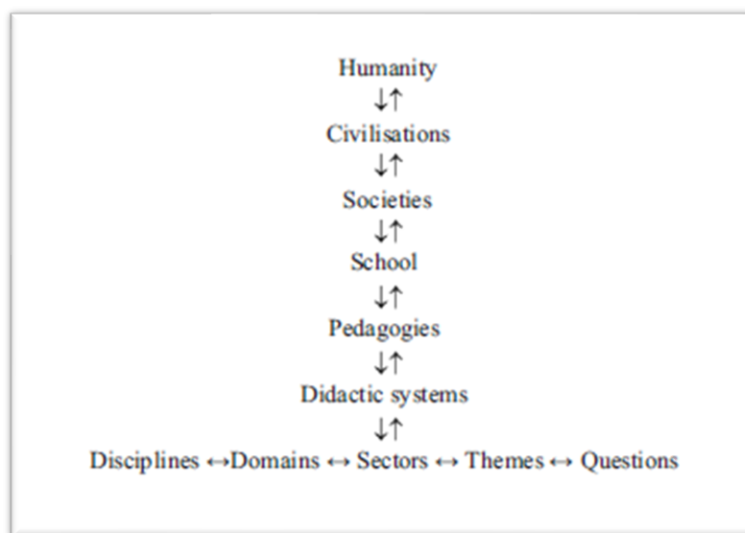 Humanity
↓↑
Civilisations
↓↑
Societies
↓↑
School
↓↑
Pedagogies
↓↑
Didactic systems
↓↑
Disciplines ↔Domains ↔ Sectors ↔ Themes ↔ Questions